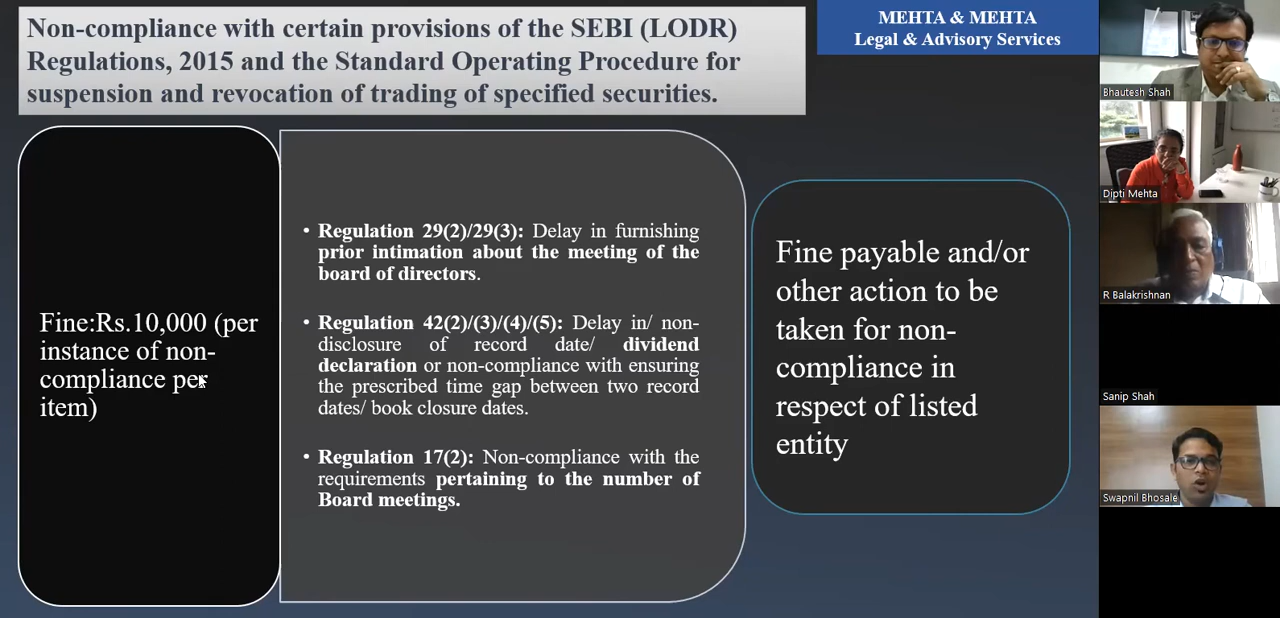 Non-compliance with certain provisions of the SEBI (LODR)
Regulations, 2015 and the Standard Operating Procedure for
suspension and revocation of trading of specified securities.
MEHTA & MEHTA
Legal & Advisory Services
Fine:Rs.10,000 (per
instance of non-
compliance per
item)
• Regulation 29(2)/29(3): Delay in furnishing
prior intimation about the meeting of the
board of directors.
• Regulation 42(2)/(3)/(4)/(5): Delay in/ non-
disclosure of record date/ dividend
declaration or non-compliance with ensuring
the prescribed time gap between two record
dates/ book closure dates.
• Regulation 17(2): Non-compliance with the
requirements pertaining to the number of
Board meetings.
Fine payable and/or
other action to be
taken for non-
compliance in
respect of listed
entity
Bhautesh Shah
Dipti Mehta
R Balakrishnan
Sanip Shah
Swapnil Bhosale